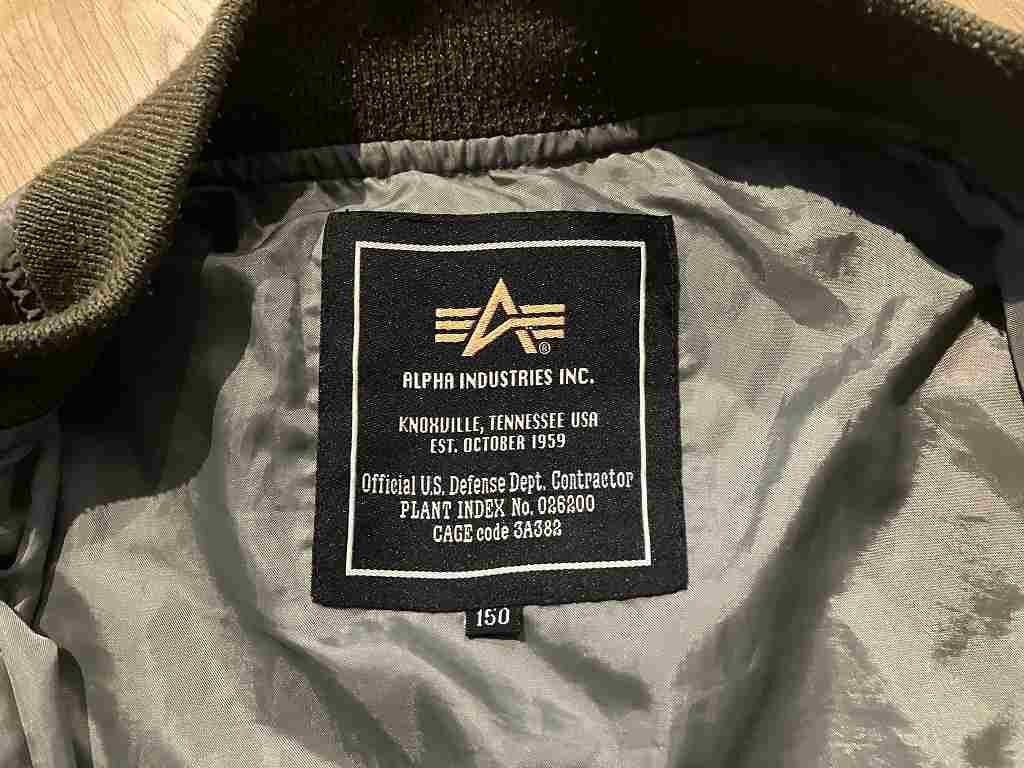 ALPHA INDUSTRIES INC.
KNOXVILLE, TENNESSEE USA
EST. OCTOBER 1959
Official U.S. Defense Dept. Contractor
PLANT INDEX No. 026200
CAGE code 3A382
150